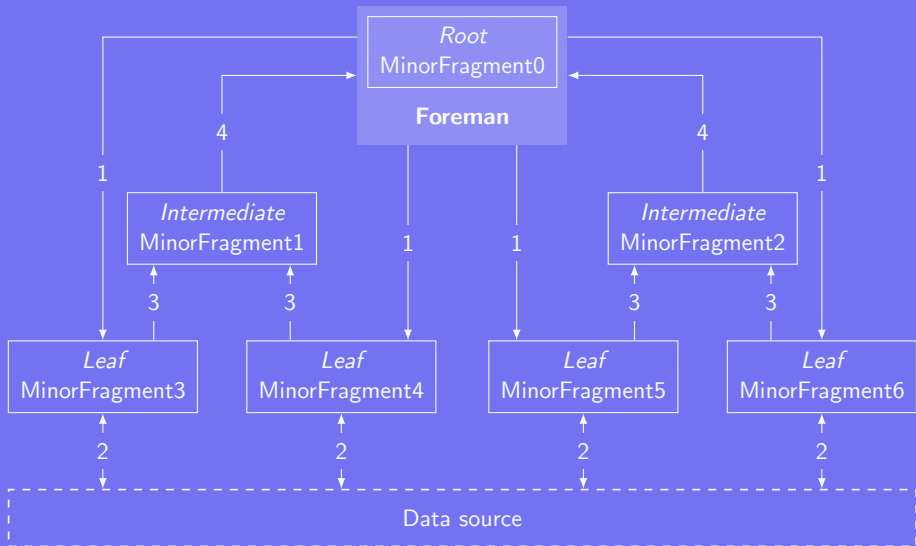 Root
MinorFragment0
Foreman
4
4
1
1
Intermediate
MinorFragment1
Intermediate
MinorFragment2
1
1
3
3
3
3
Leaf
MinorFragment3
Leaf
MinorFragment4
Leaf
MinorFragment5
Leaf
MinorFragment6
2
2
2
2
Data source